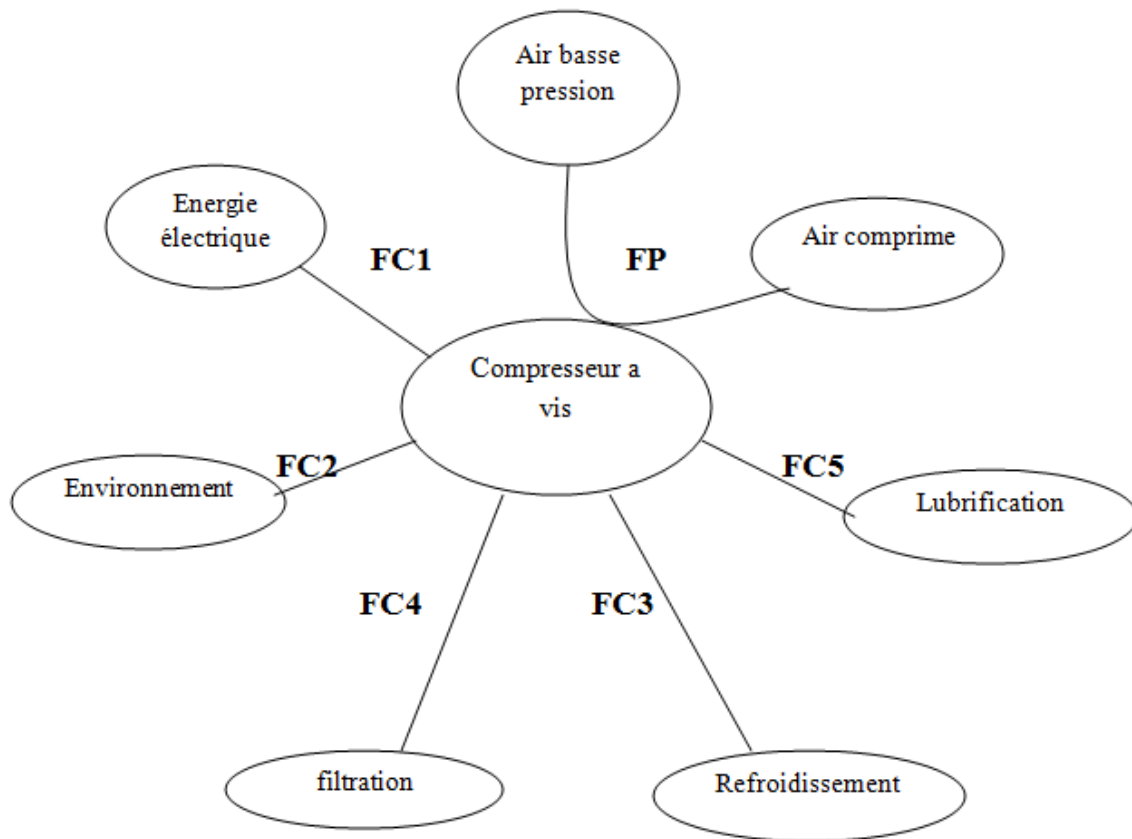 Air basse
pression
Energie
électrique
FC1
FP
Air comprime
Compresseur a
vis
FC2
Environnement
FC5
Lubrification
FC4
FC3
filtration
Refroidissement